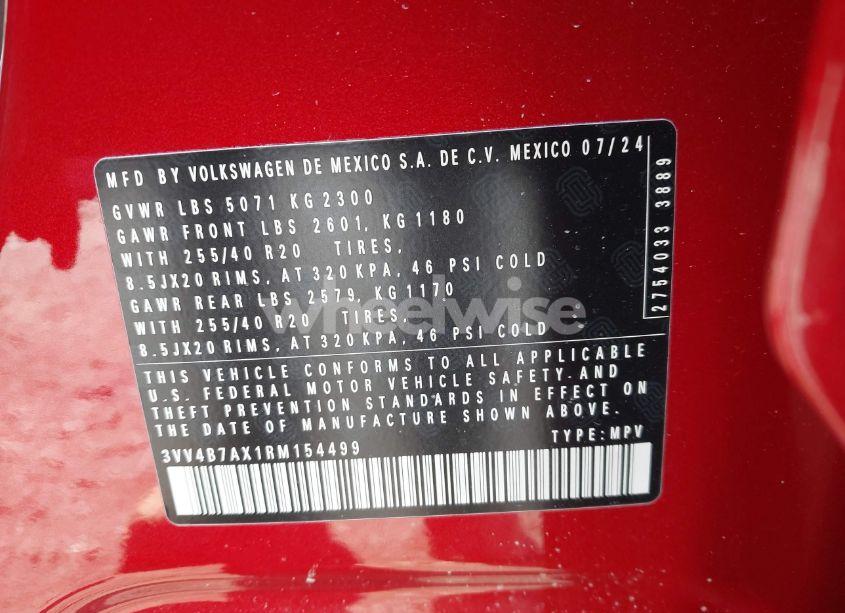 MFD BY VOLKSWAGEN DE MEXICO S.A. DE C.V. MEXICO 07/24
GVWR LBS 5071 KG 2300
GAWR FRONT LBS 2601, KG 1180
WITH 255/40 R20 TIRES,
8.5JX20 RIMS, AT 320 KPA, 46 PSI COLD
GAWR REAR LBS 2579, KG 1170
WITH 255/40 R20 TIRES,
8.5JX20 RIMS, AT 320 KPA, 46 PSI COLD
THIS VEHICLE CONFORMS TO ALL APPLICABLE
U.S. FEDERAL MOTOR VEHICLE SAFETY. AND
THEFT PREVENTION STANDARDS IN EFFECT ON
THE DATE OF MANUFACTURE SHOWN ABOVE.
3VV4B7AX1RM154499 TYPE:MPV
2754033 3889
wheelwise